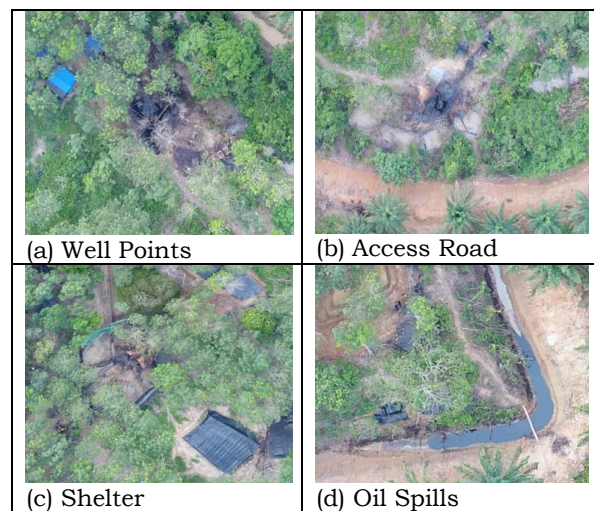 (a) Well Points
(b) Access Road
(c) Shelter
(d) Oil Spills